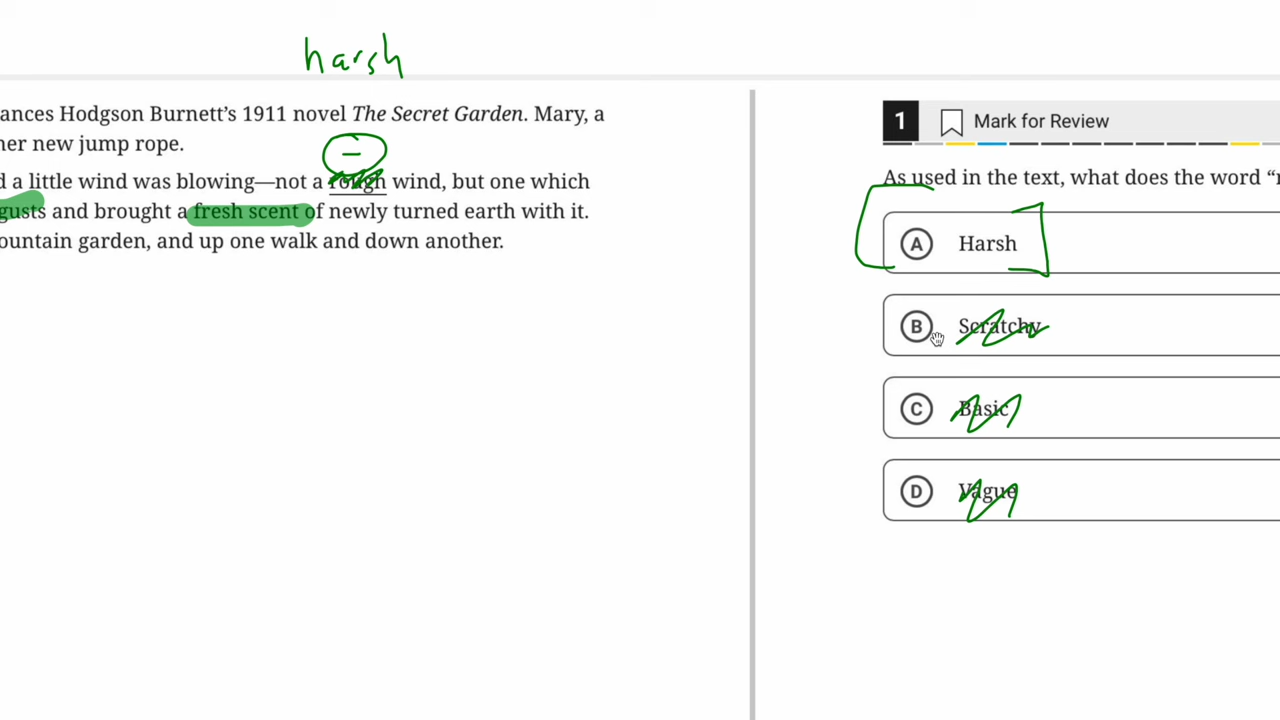 harsh
ances Hodgson Burnett's 1911 novel The Secret Garden. Mary, a
her new jump rope.
d a little wind was blowing—not a rough wind, but one which
gusts and brought a fresh scent of newly turned earth with it.
ountain garden, and up one walk and down another.
1 Mark for Review
As used in the text, what does the word “r
A Harsh
B Scratchy
C Basic
D Vague